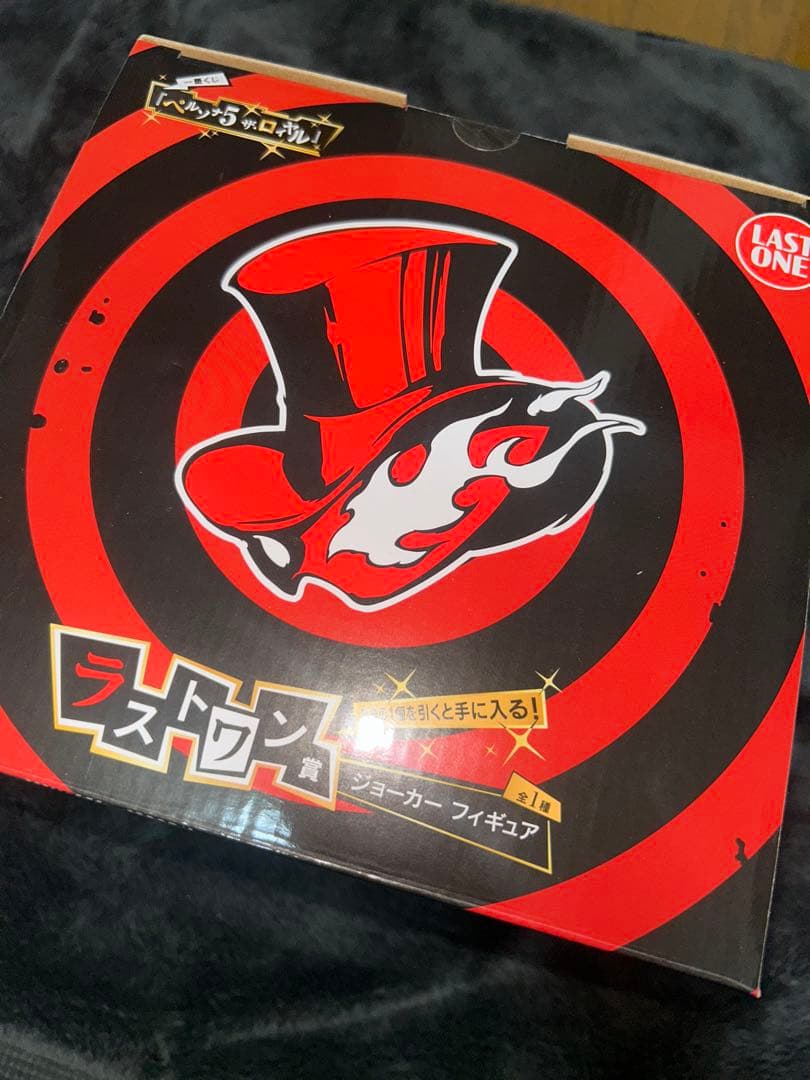 一番くじ
「ペルソナ5 ザ・ロイヤル」
LAST
ONE
ラストワン賞
1個を引くと手に入る!
全1種
ジョーカー フィギュア